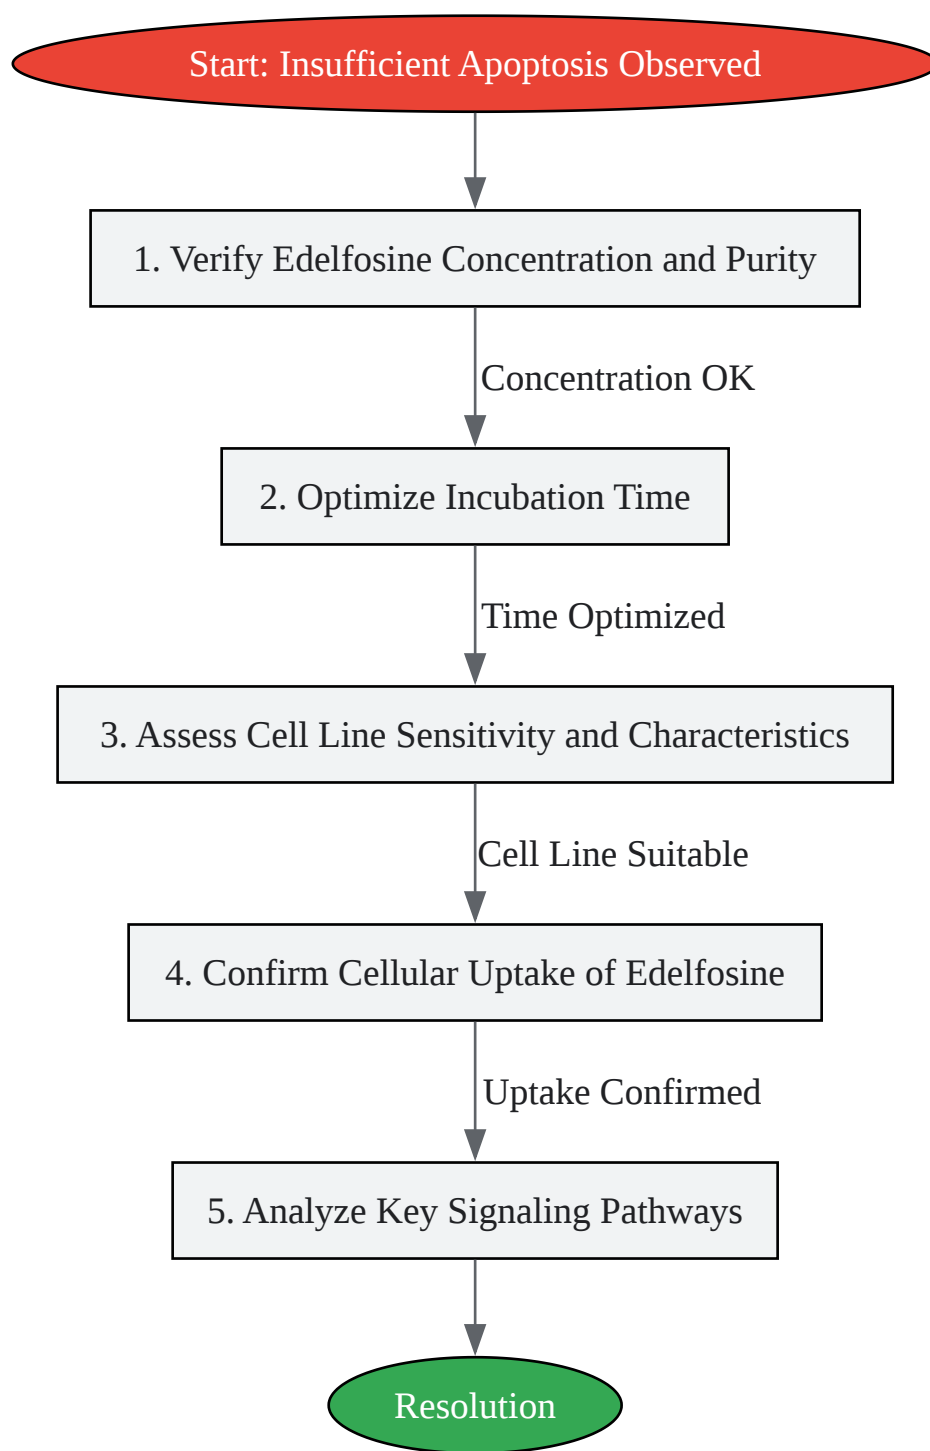 Start: Insufficient Apoptosis Observed
1. Verify Edelfosine Concentration and Purity
Concentration OK
2. Optimize Incubation Time
Time Optimized
3. Assess Cell Line Sensitivity and Characteristics
Cell Line Suitable
4. Confirm Cellular Uptake of Edelfosine
Uptake Confirmed
5. Analyze Key Signaling Pathways
Resolution